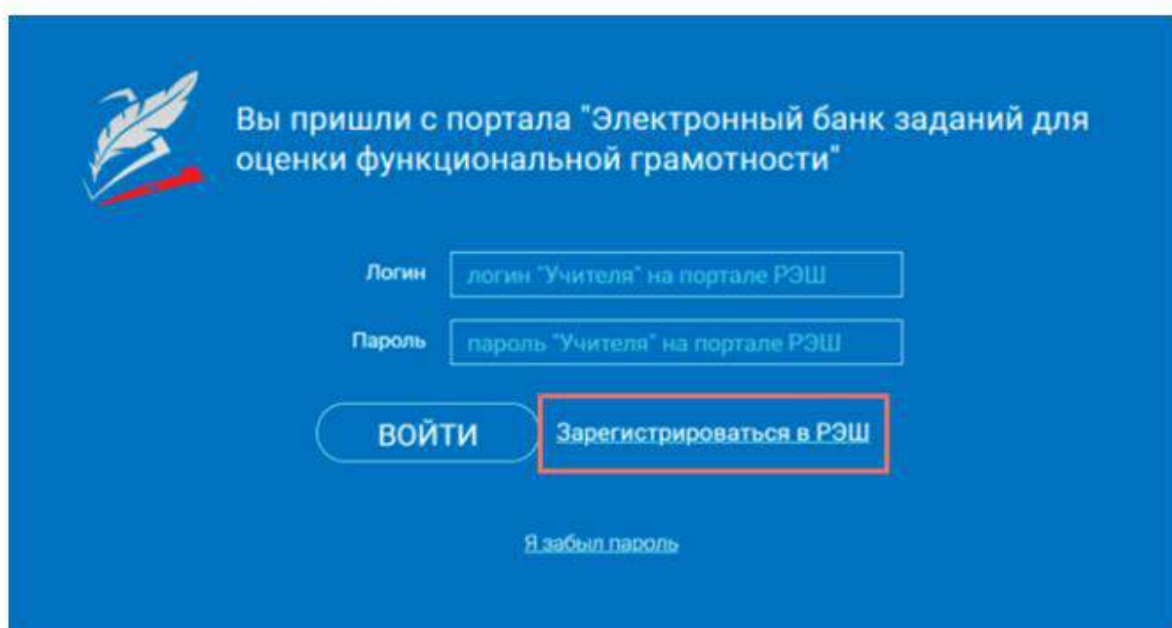 Вы пришли с портала "Электронный банк заданий для
оценки функциональной грамотности"
Логин
логин "Учителя" на портале РЭШ
Пароль
пароль "Учителя" на портале РЭШ
ВОЙТИ
Зарегистрироваться в РЭШ
Я забыл пароль